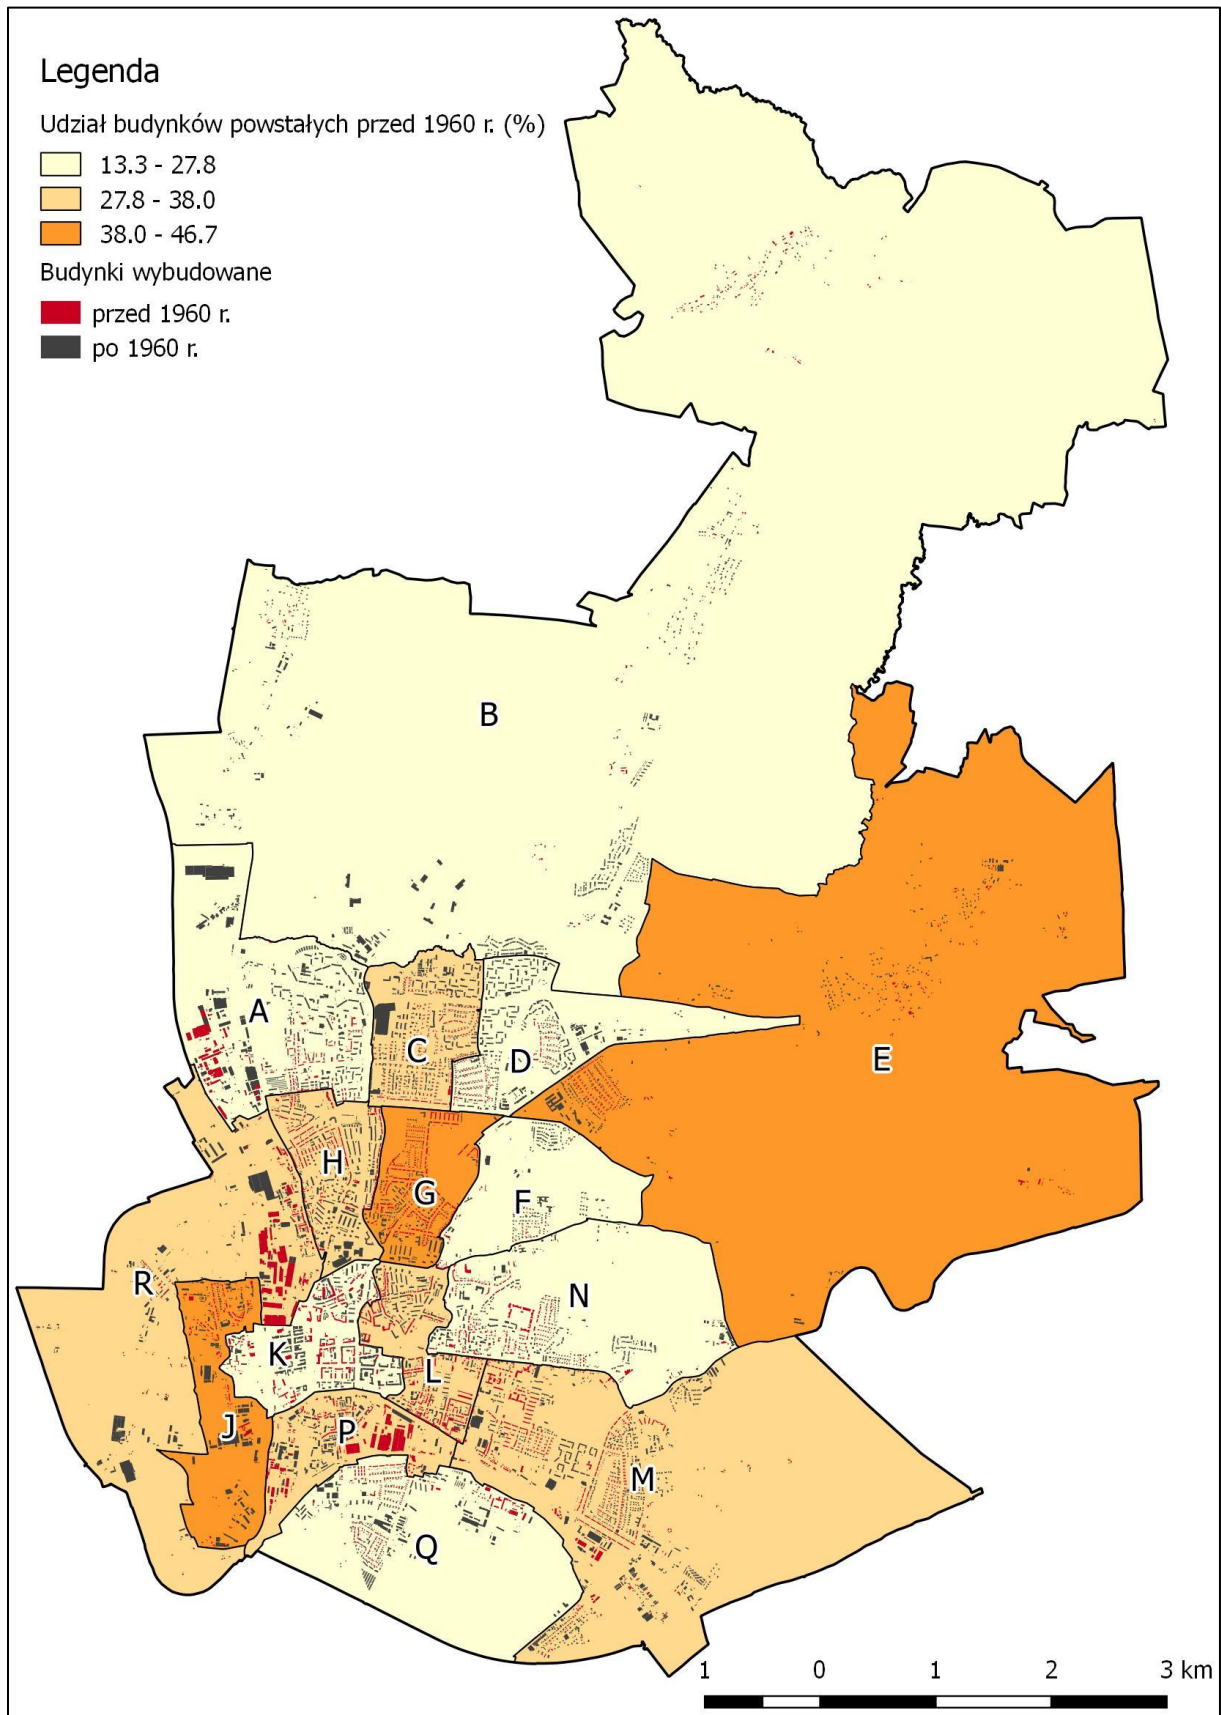 Legenda
Udział budynków powstałych przed 1960 r. (%)
13.3 - 27.8
27.8 - 38.0
38.0 - 46.7
Budynki wybudowane
przed 1960 r.
po 1960 r.
B
A
C
D
E
H
G
F
R
N
K
L
J
P
M
Q
1 0 1 2 3 km